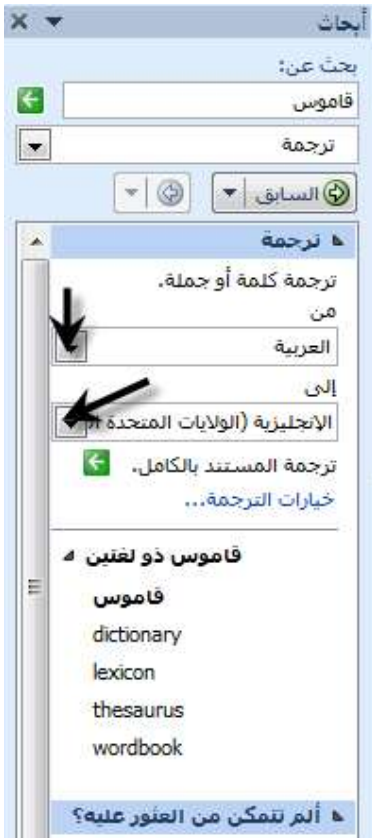 أبحاث
بحث عن:
قاموس
ترجمة
السابق
ترجمة
ترجمة كلمة أو جملة.
من
العربية
إلى
الإنجليزية (الولايات المتحدة
ترجمة المستند بالكامل.
خيارات الترجمة...
قاموس ذو لغتين
قاموس
dictionary
lexicon
thesaurus
wordbook
ألم تتمكن من العثور عليه؟